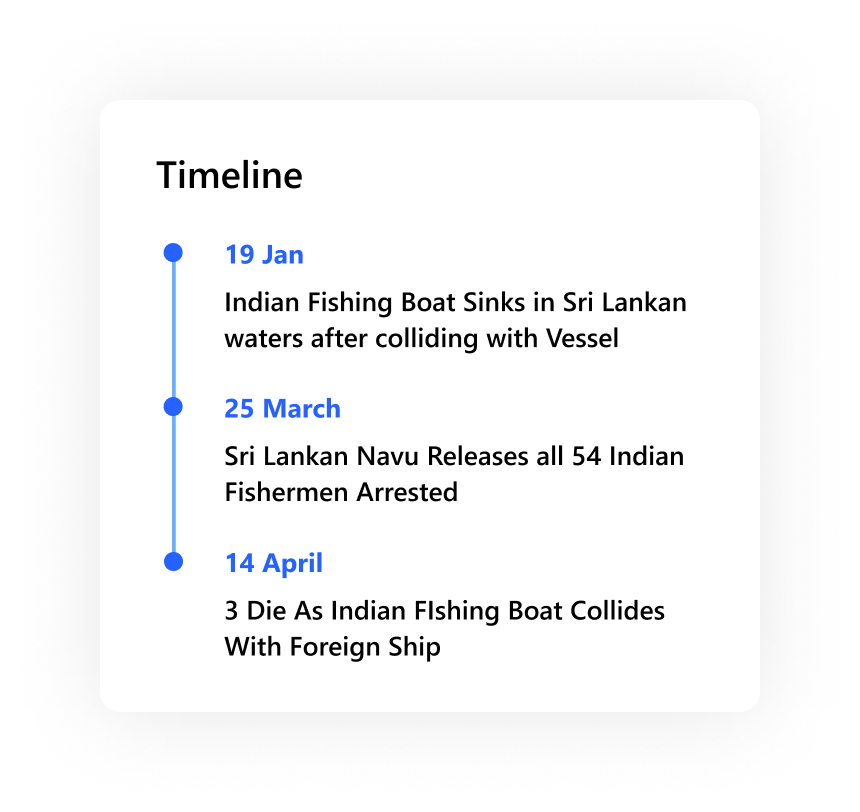 Timeline
19 Jan
Indian Fishing Boat Sinks in Sri Lankan
waters after colliding with Vessel
25 March
Sri Lankan Navu Releases all 54 Indian
Fishermen Arrested
14 April
3 Die As Indian FIshing Boat Collides
With Foreign Ship